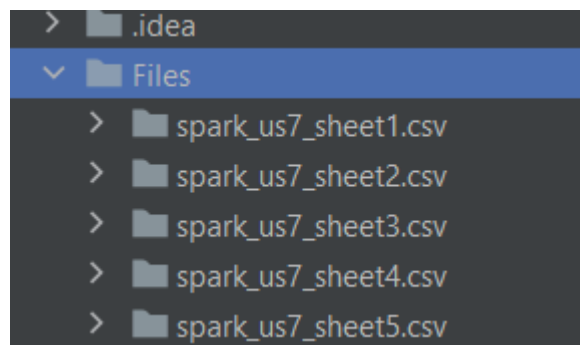 .idea
Files
spark_us7_sheet1.csv
spark_us7_sheet2.csv
spark_us7_sheet3.csv
spark_us7_sheet4.csv
spark_us7_sheet5.csv